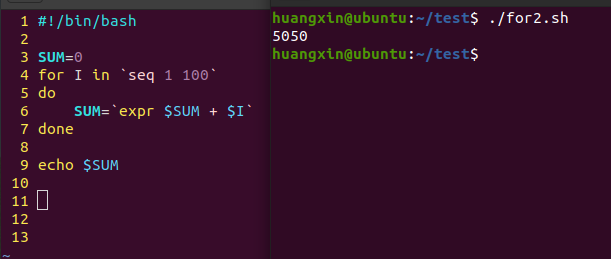 1 #!/bin/bash
2
3 SUM=0
4 for I in `seq 1 100`
5 do
6     SUM=`expr $SUM + $I`
7 done
8
9 echo $SUM
10
11
12
13
~
huangxin@ubuntu:~/test$ ./for2.sh
5050
huangxin@ubuntu:~/test$